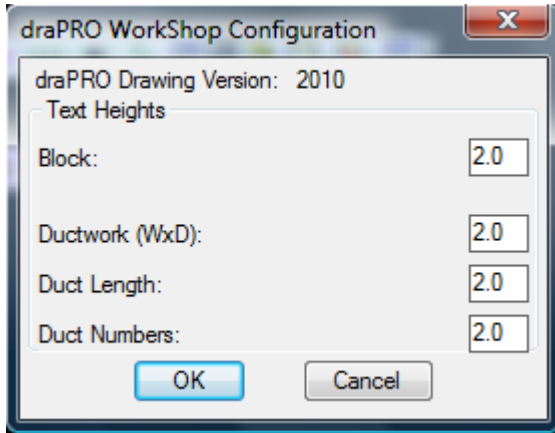 draPRO WorkShop Configuration
draPRO Drawing Version: 2010
Text Heights
Block: 2.0
Ductwork (WxD): 2.0
Duct Length: 2.0
Duct Numbers: 2.0
OK Cancel